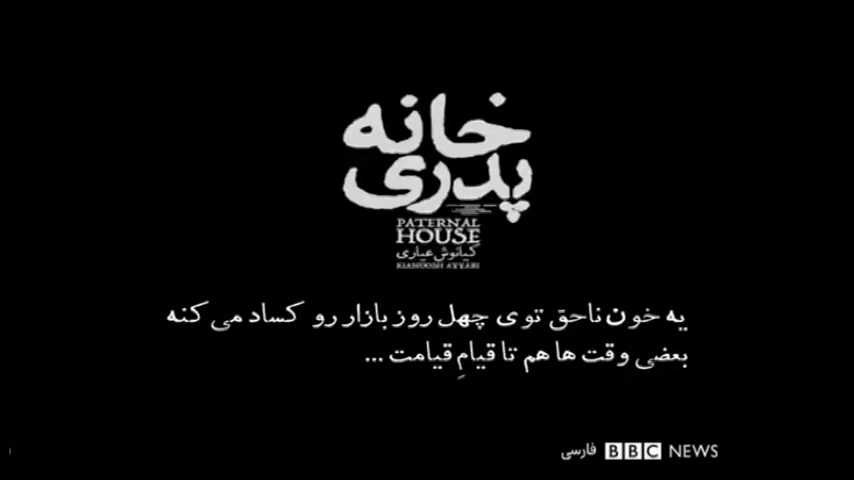 خانه
پدری
PATERNAL
HOUSE
کیانوش عیاری
KIANOOSH AYYARI
یه خون ناحق توی چهل روز بازار رو کساد می کنه
بعضی وقت ها هم تا قیامِ قیامت ...
BBC NEWS فارسی